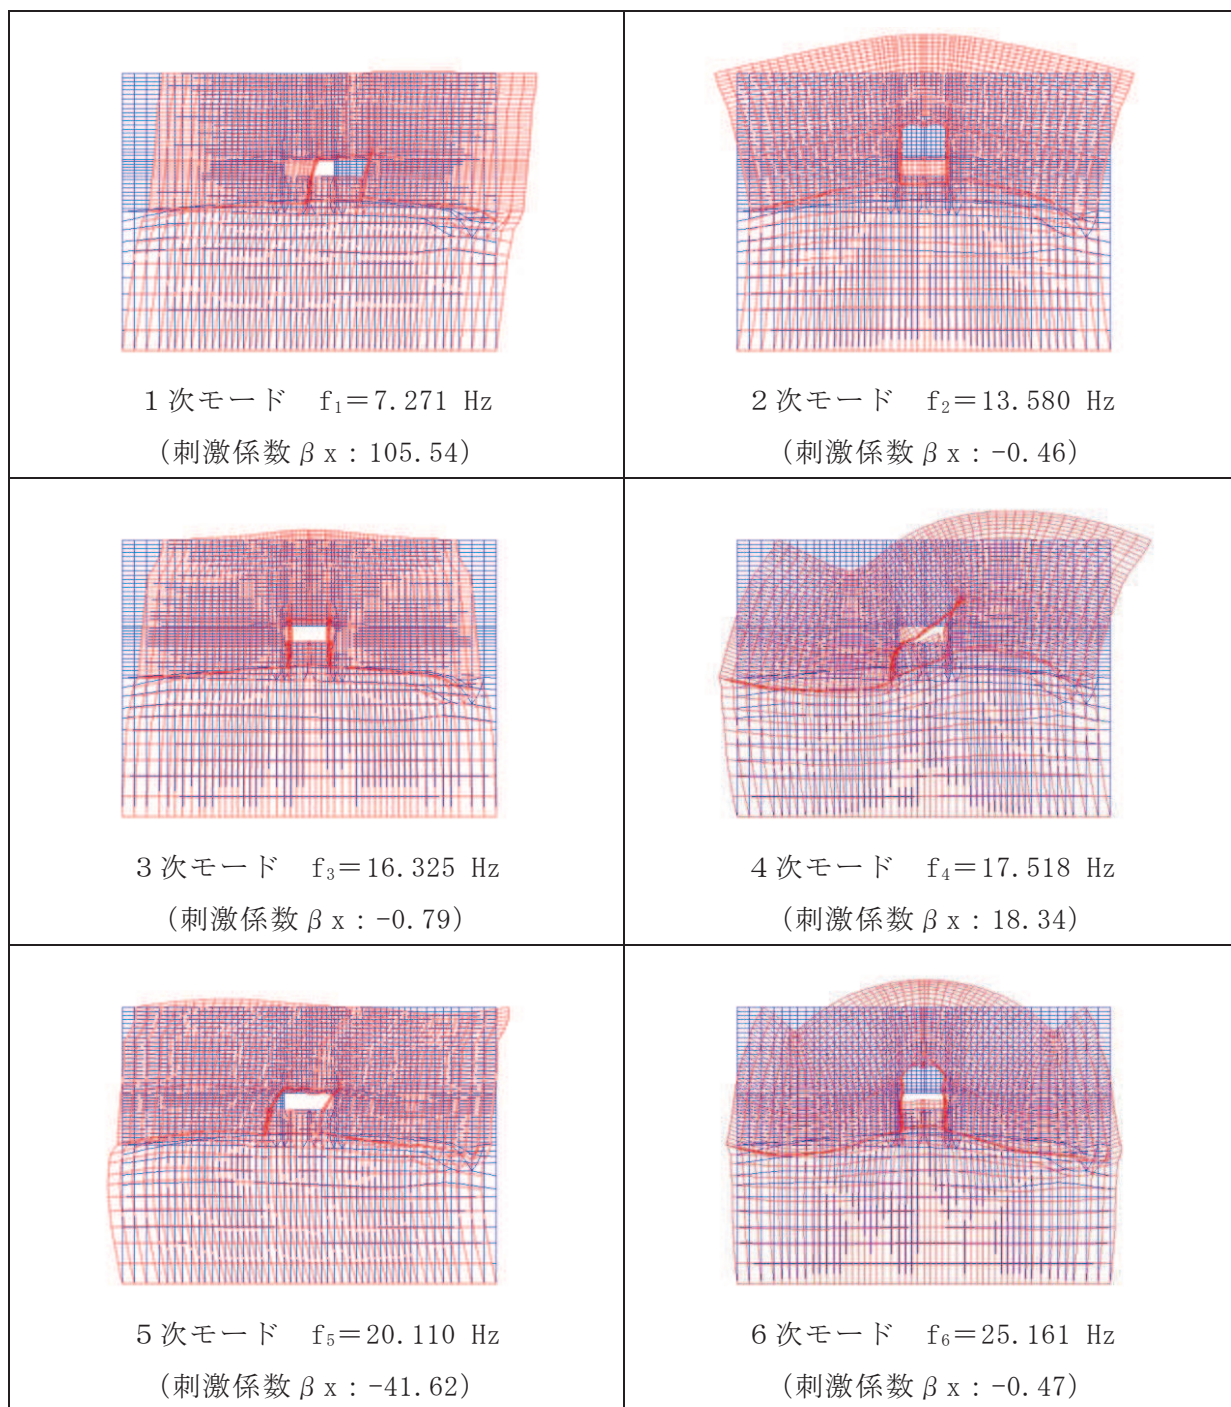 1次モード f₁=7.271 Hz
(刺激係数βx:105.54)
2次モード f₂=13.580 Hz
(刺激係数βx:-0.46)
3次モード f₃=16.325 Hz
(刺激係数βx:-0.79)
4次モード f₄=17.518 Hz
(刺激係数βx:18.34)
5次モード f₅=20.110 Hz
(刺激係数βx:-41.62)
6次モード f₆=25.161 Hz
(刺激係数βx:-0.47)